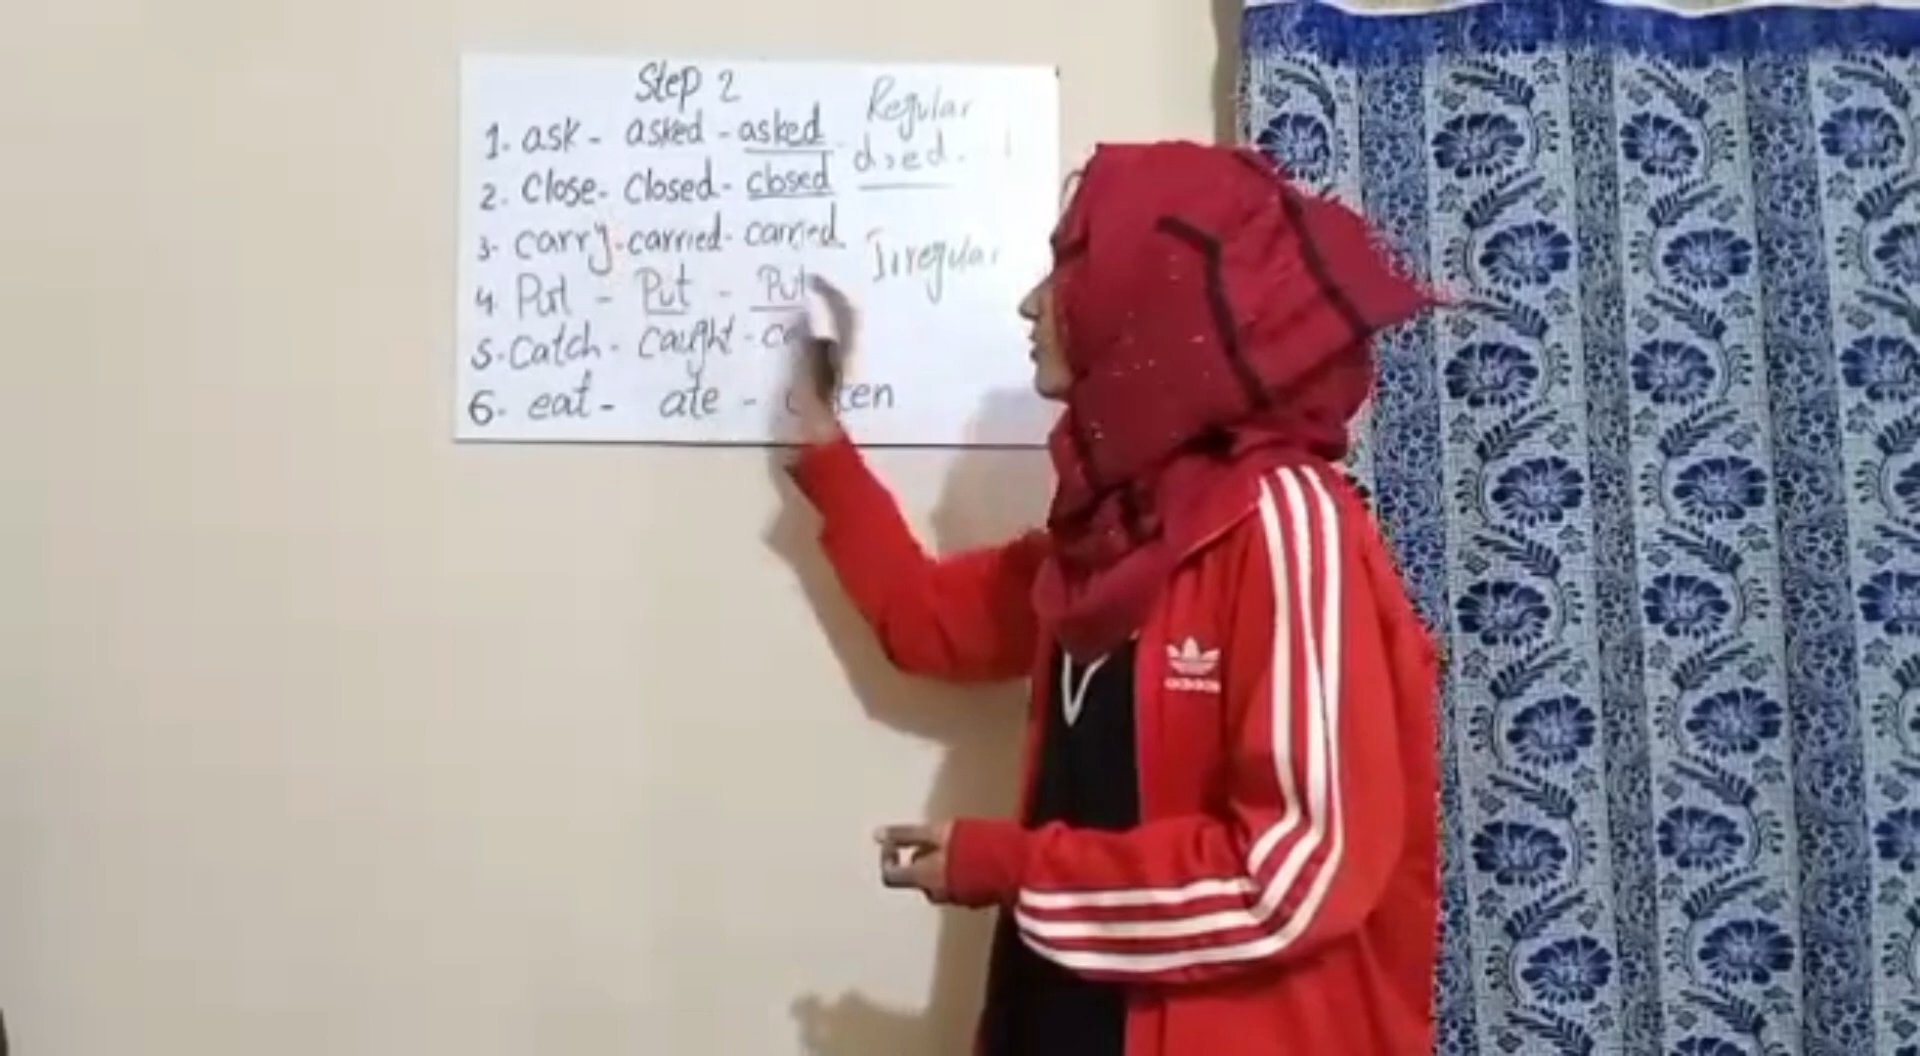 Step 2
1. ask - asked - asked
Regular
2. Close - Closed - closed
d, ed.
3. carry - carried - carried
Irregular
4 Put - Put - Put
5. Catch - caught -
6. eat - ate -
adidas